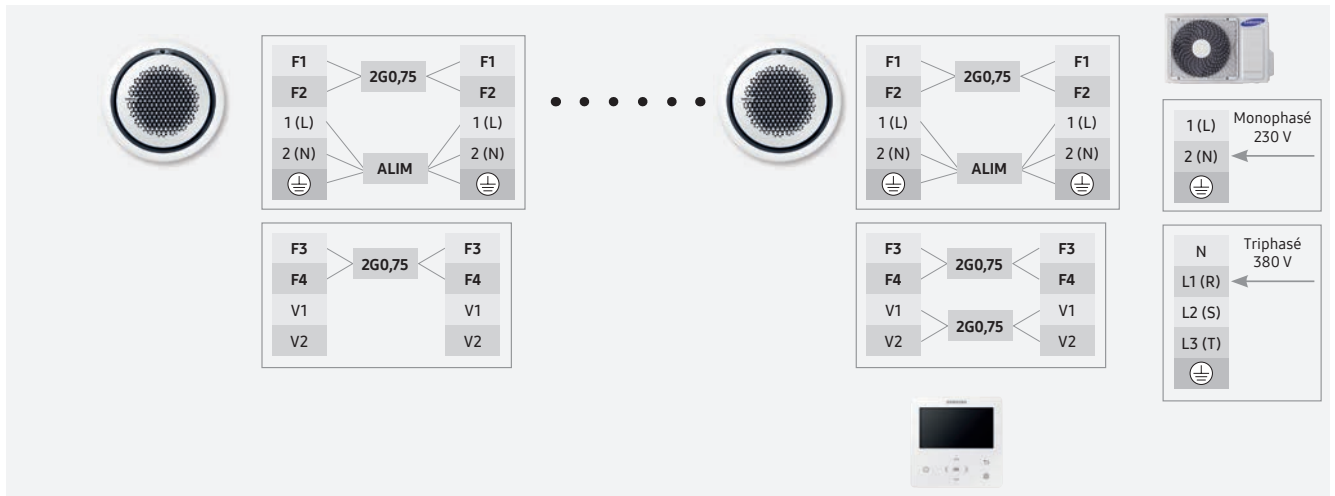 F1 2G0,75 F1
F2 F2
1 (L) 1 (L)
2 (N) ALIM 2 (N)
F3 2G0,75 F3
F4 F4
V1 V1
V2 V2
F1 2G0,75 F1
F2 F2
1 (L) 1 (L)
2 (N) ALIM 2 (N)
F3 2G0,75 F3
F4 F4
V1 2G0,75 V1
V2 V2
SAMSUNG
1 (L) Monophasé
2 (N) 230 V
N Triphasé
L1 (R) 380 V
L2 (S)
L3 (T)
SAMSUNG